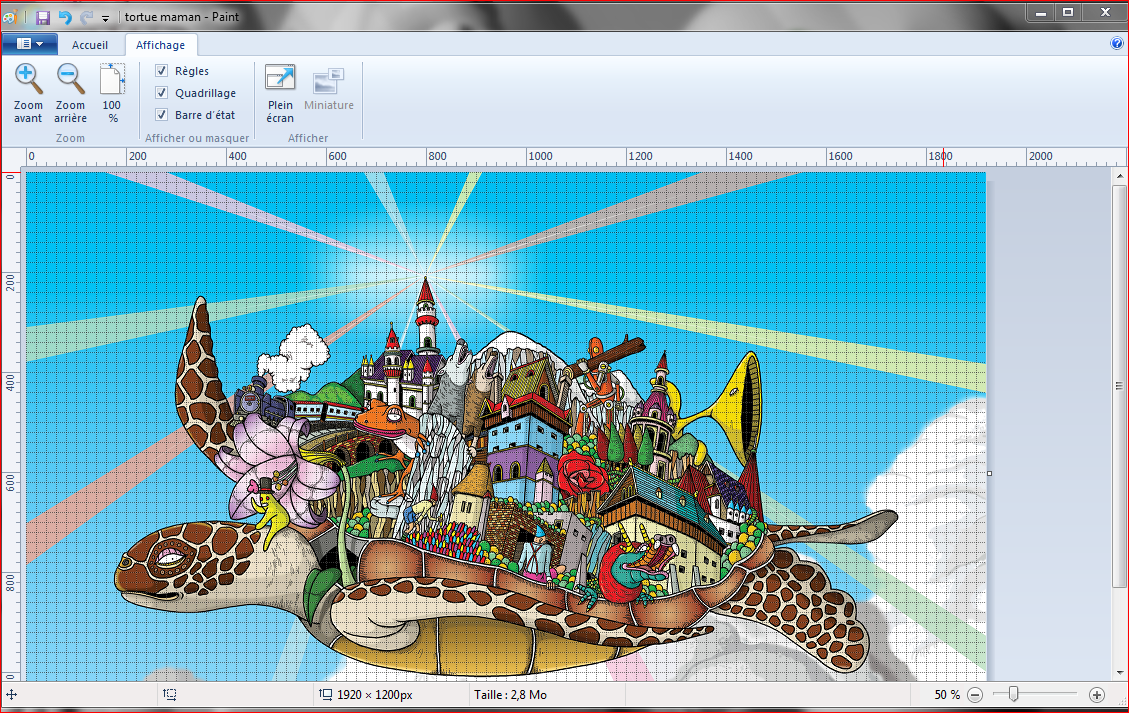 tortue maman - Paint
Accueil
Affichage
Zoom avant
Zoom arrière
100 %
Zoom
Règles
Quadrillage
Barre d'état
Afficher ou masquer
Plein écran
Miniature
Afficher
0 200 400 600 800 1000 1200 1400 1600 1800 2000
0
200
400
600
800
0
1920 × 1200px
Taille : 2,8 Mo
50 %